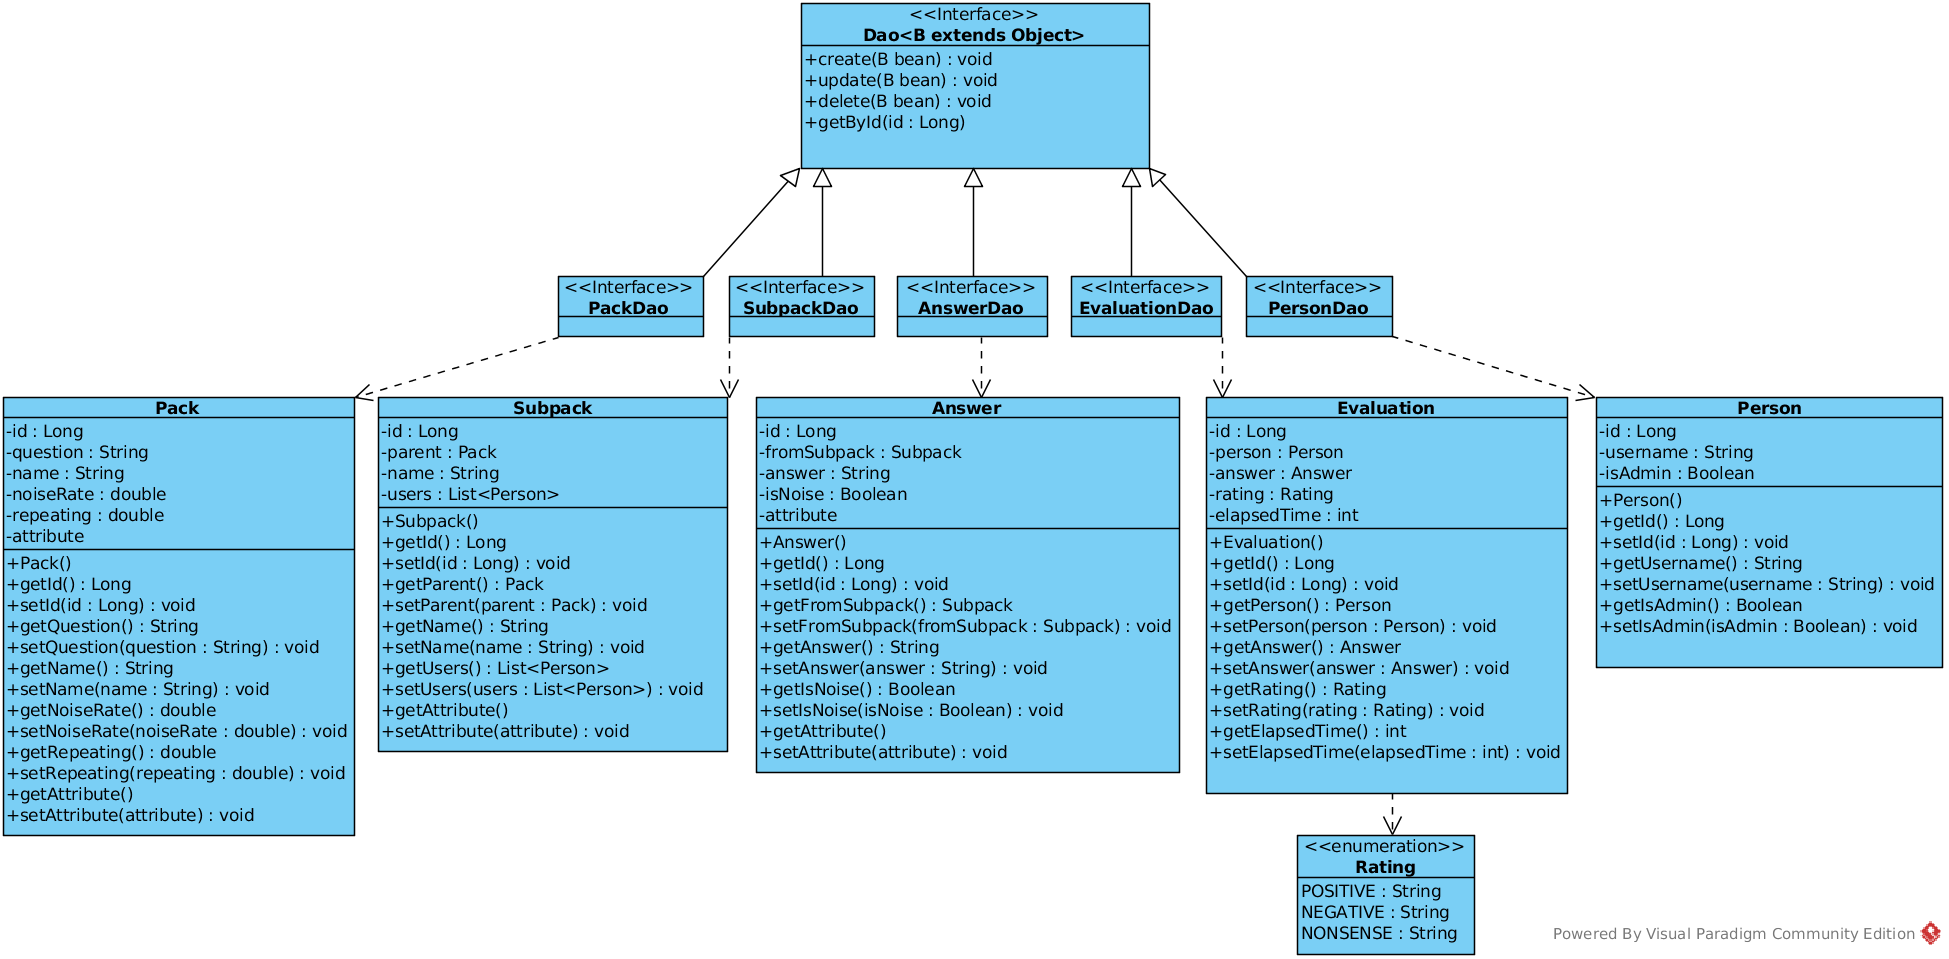 <<Interface>>
Dao<B extends Object>
+create(B bean) : void
+update(B bean) : void
+delete(B bean) : void
+getById(id : Long)
<<Interface>>
PackDao
<<Interface>>
SubpackDao
<<Interface>>
AnswerDao
<<Interface>>
EvaluationDao
<<Interface>>
PersonDao
Pack
-id : Long
-question : String
-name : String
-noiseRate : double
-repeating : double
-attribute
+Pack()
+getId() : Long
+setId(id : Long) : void
+getQuestion() : String
+setQuestion(question : String) : void
+getName() : String
+setName(name : String) : void
+getNoiseRate() : double
+setNoiseRate(noiseRate : double) : void
+getRepeating() : double
+setRepeating(repeating : double) : void
+getAttribute()
+setAttribute(attribute) : void
Subpack
-id : Long
-parent : Pack
-name : String
-users : List<Person>
+Subpack()
+getId() : Long
+setId(id : Long) : void
+getParent() : Pack
+setParent(parent : Pack) : void
+getName() : String
+setName(name : String) : void
+getUsers() : List<Person>
+setUsers(users : List<Person>) : void
+getAttribute()
+setAttribute(attribute) : void
Answer
-id : Long
-fromSubpack : Subpack
-answer : String
-isNoise : Boolean
-attribute
+Answer()
+getId() : Long
+setId(id : Long) : void
+getFromSubpack() : Subpack
+setFromSubpack(fromSubpack : Subpack) : void
+getAnswer() : String
+setAnswer(answer : String) : void
+getIsNoise() : Boolean
+setIsNoise(isNoise : Boolean) : void
+getAttribute()
+setAttribute(attribute) : void
Evaluation
-id : Long
-person : Person
-answer : Answer
-rating : Rating
-elapsedTime : int
+Evaluation()
+getId() : Long
+setId(id : Long) : void
+getPerson() : Person
+setPerson(person : Person) : void
+getAnswer() : Answer
+setAnswer(answer : Answer) : void
+getRating() : Rating
+setRating(rating : Rating) : void
+getElapsedTime() : int
+setElapsedTime(elapsedTime : int) : void
Person
-id : Long
-username : String
-isAdmin : Boolean
+Person()
+getId() : Long
+setId(id : Long) : void
+getUsername() : String
+setUsername(username : String) : void
+getIsAdmin() : Boolean
+setIsAdmin(isAdmin : Boolean) : void
<<enumeration>>
Rating
POSITIVE : String
NEGATIVE : String
NONSENSE : String
Powered By Visual Paradigm Community Edition